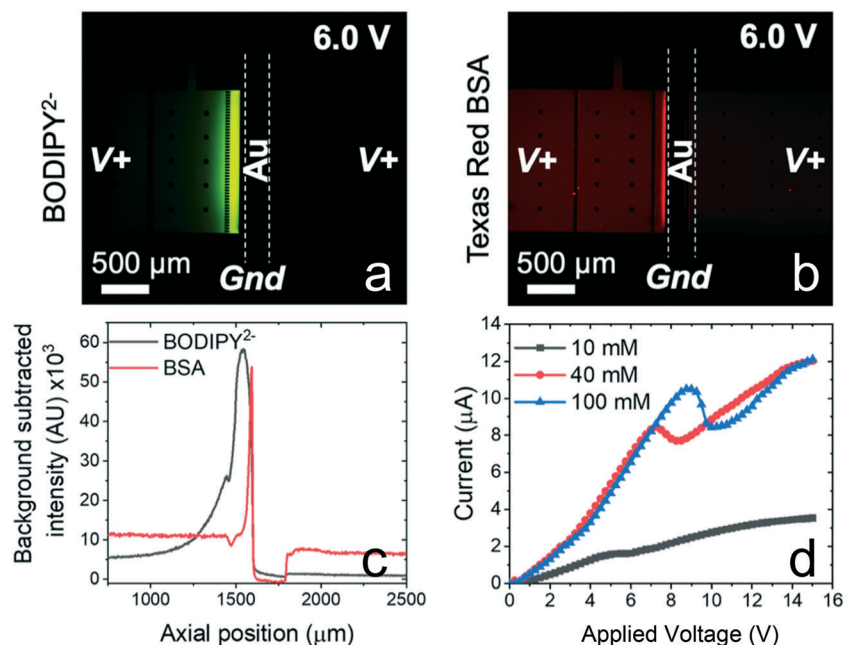 6.0 V
BODIPY2-
V+
Au
V+
500 μm
Gnd
a
6.0 V
Texas Red BSA
V+
Au
V+
500 μm
Gnd
b
Background subtracted
intensity (AU) x10³
60
50
40
30
20
10
0
BODIPY2-
BSA
c
1000
1500
2000
2500
Axial position (μm)
Current (μA)
14
12
10
8
6
4
2
0
10 mM
40 mM
100 mM
d
0
2
4
6
8
10
12
14
16
Applied Voltage (V)